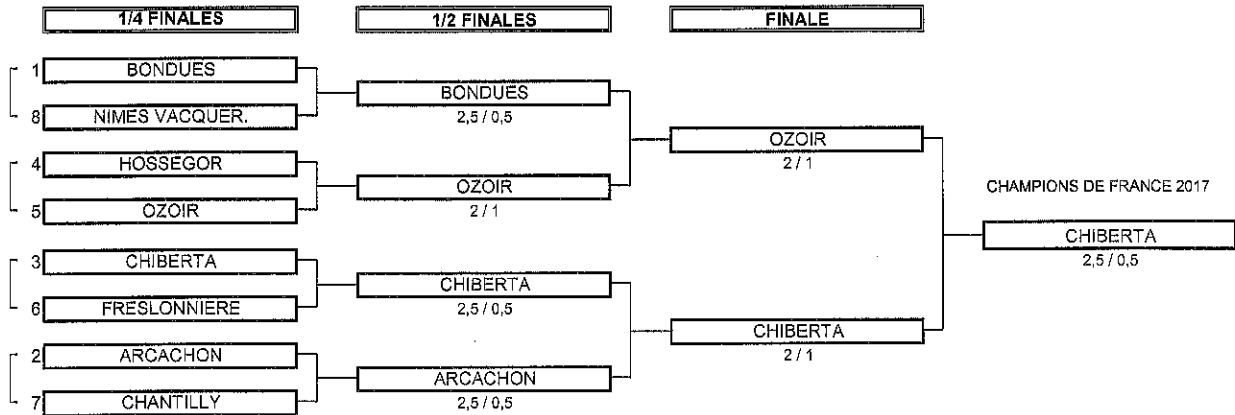 1/4 FINALES
1/2 FINALES
FINALE
1 BONDUES
8 NIMES VACQUER.
4 HOSSEGOR
5 OZOIR
3 CHIBERTA
6 FRESLONNIERE
2 ARCACHON
7 CHANTILLY
BONDUES
2,5 / 0,5
OZOIR
2 / 1
CHIBERTA
2,5 / 0,5
ARCACHON
2,5 / 0,5
OZOIR
2 / 1
CHIBERTA
2 / 1
CHAMPIONS DE FRANCE 2017
CHIBERTA
2,5 / 0,5